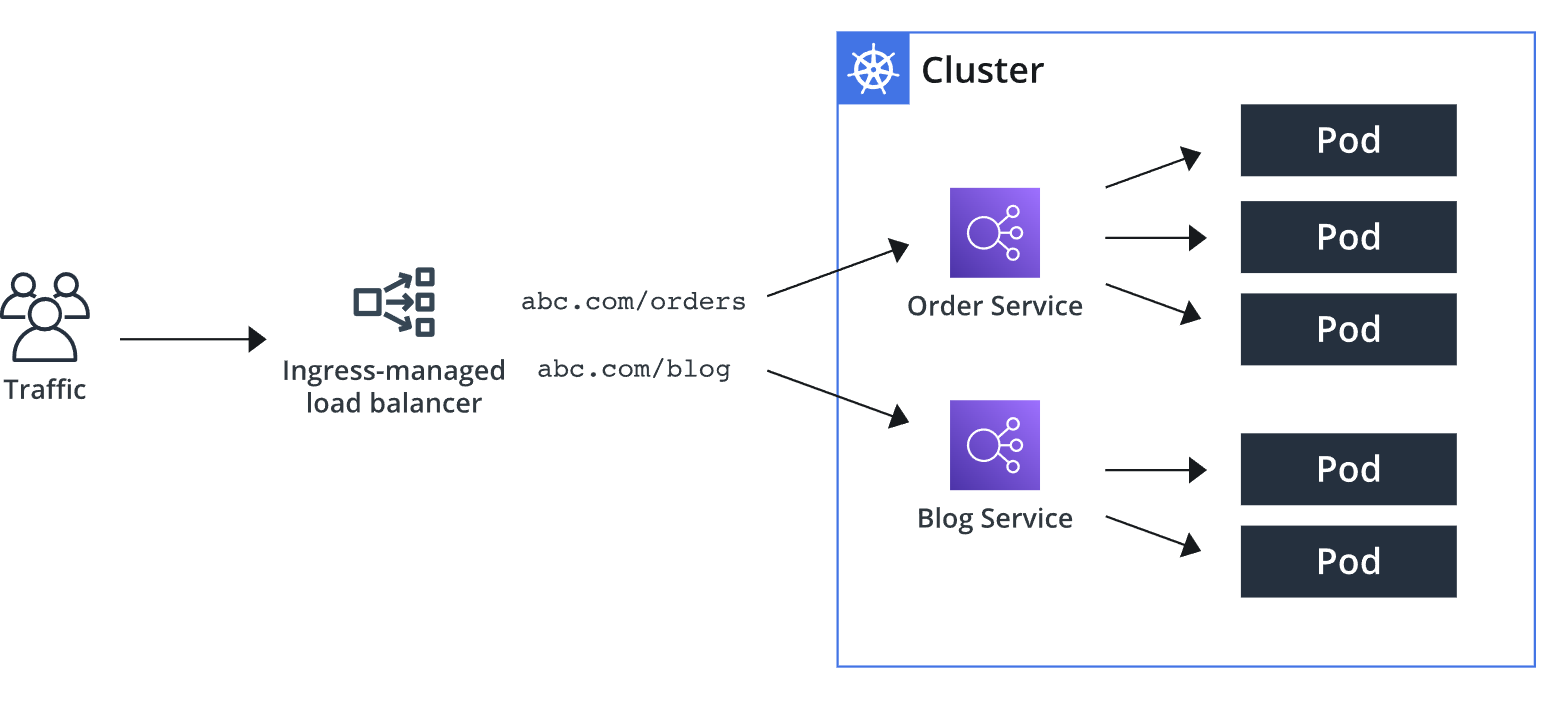 Cluster
Pod
Pod
Pod
Order Service
abc.com/orders
Ingress-managed
load balancer
Traffic
abc.com/blog
Blog Service
Pod
Pod